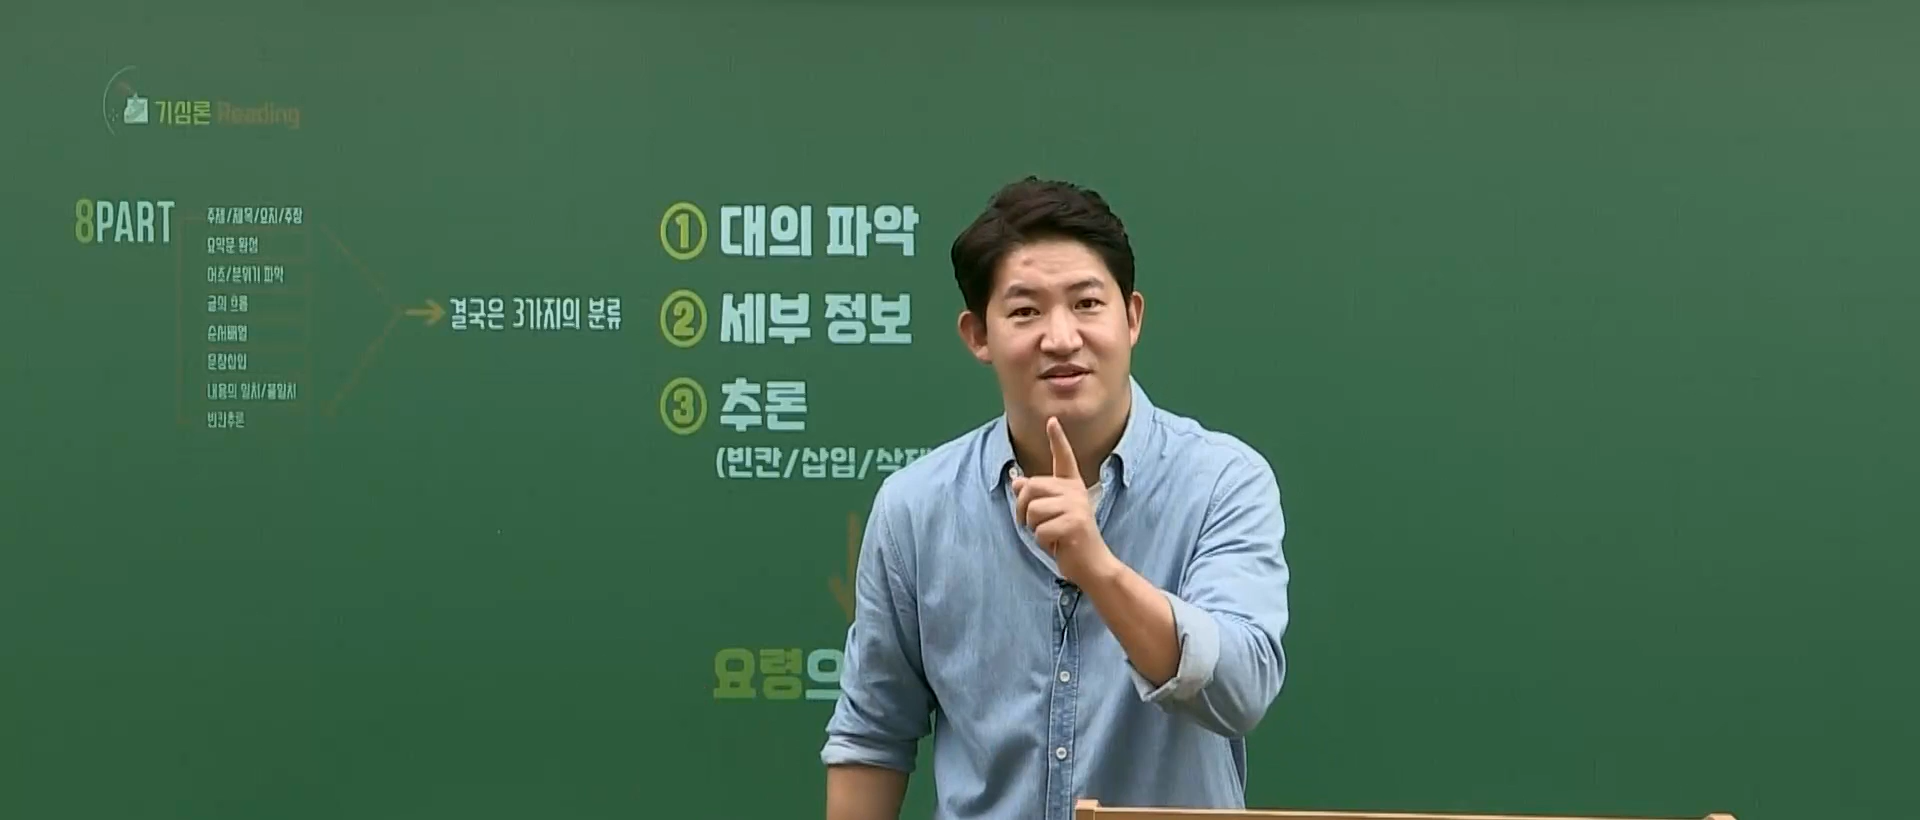 기심론 Reading
8PART
주제/제목/요지/주장
요약문 완성
어조/분위기 파악
글의 흐름
순서배열
문장삽입
내용의 일치/불일치
빈칸추론
결국은 3가지의 분류
① 대의 파악
② 세부 정보
③ 추론
(빈칸/삽입/
요령으